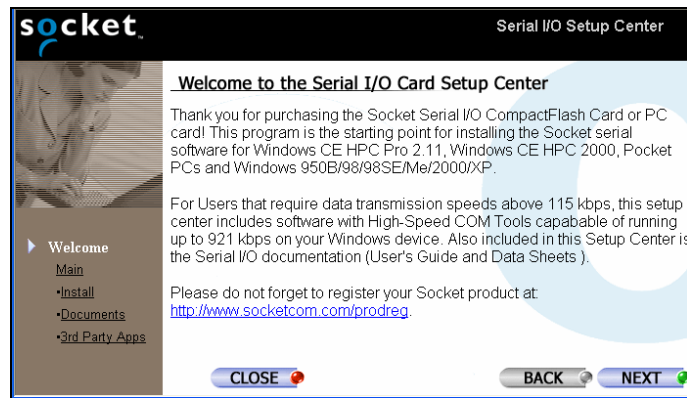 socket™
Serial I/O Setup Center
Welcome to the Serial I/O Card Setup Center
Thank you for purchasing the Socket Serial I/O CompactFlash Card or PC
card! This program is the starting point for installing the Socket serial
software for Windows CE HPC Pro 2.11, Windows CE HPC 2000, Pocket
PCs and Windows 950B/98/98SE/Me/2000/XP.
For Users that require data transmission speeds above 115 kbps, this setup
center includes software with High-Speed COM Tools capabable of running
up to 921 kbps on your Windows device. Also included in this Setup Center is
the Serial I/O documentation (User's Guide and Data Sheets ).
Please do not forget to register your Socket product at:
http://www.socketcom.com/prodreg.
Welcome
Main
•Install
•Documents
•3rd Party Apps
CLOSE
BACK
NEXT